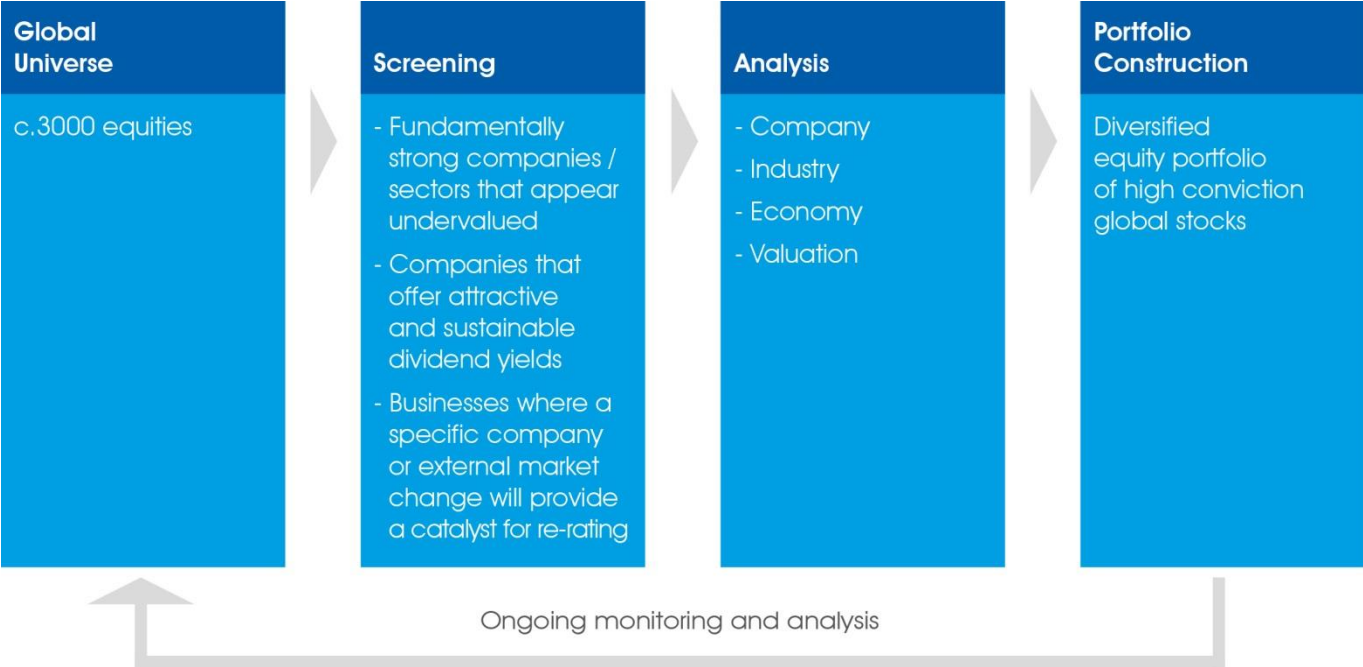 Global
Universe
c.3000 equities
Screening
- Fundamentally
strong companies /
sectors that appear
undervalued
- Companies that
offer attractive
and sustainable
dividend yields
- Businesses where a
specific company
or external market
change will provide
a catalyst for re-rating
Analysis
- Company
- Industry
- Economy
- Valuation
Portfolio
Construction
Diversified
equity portfolio
of high conviction
global stocks
Ongoing monitoring and analysis